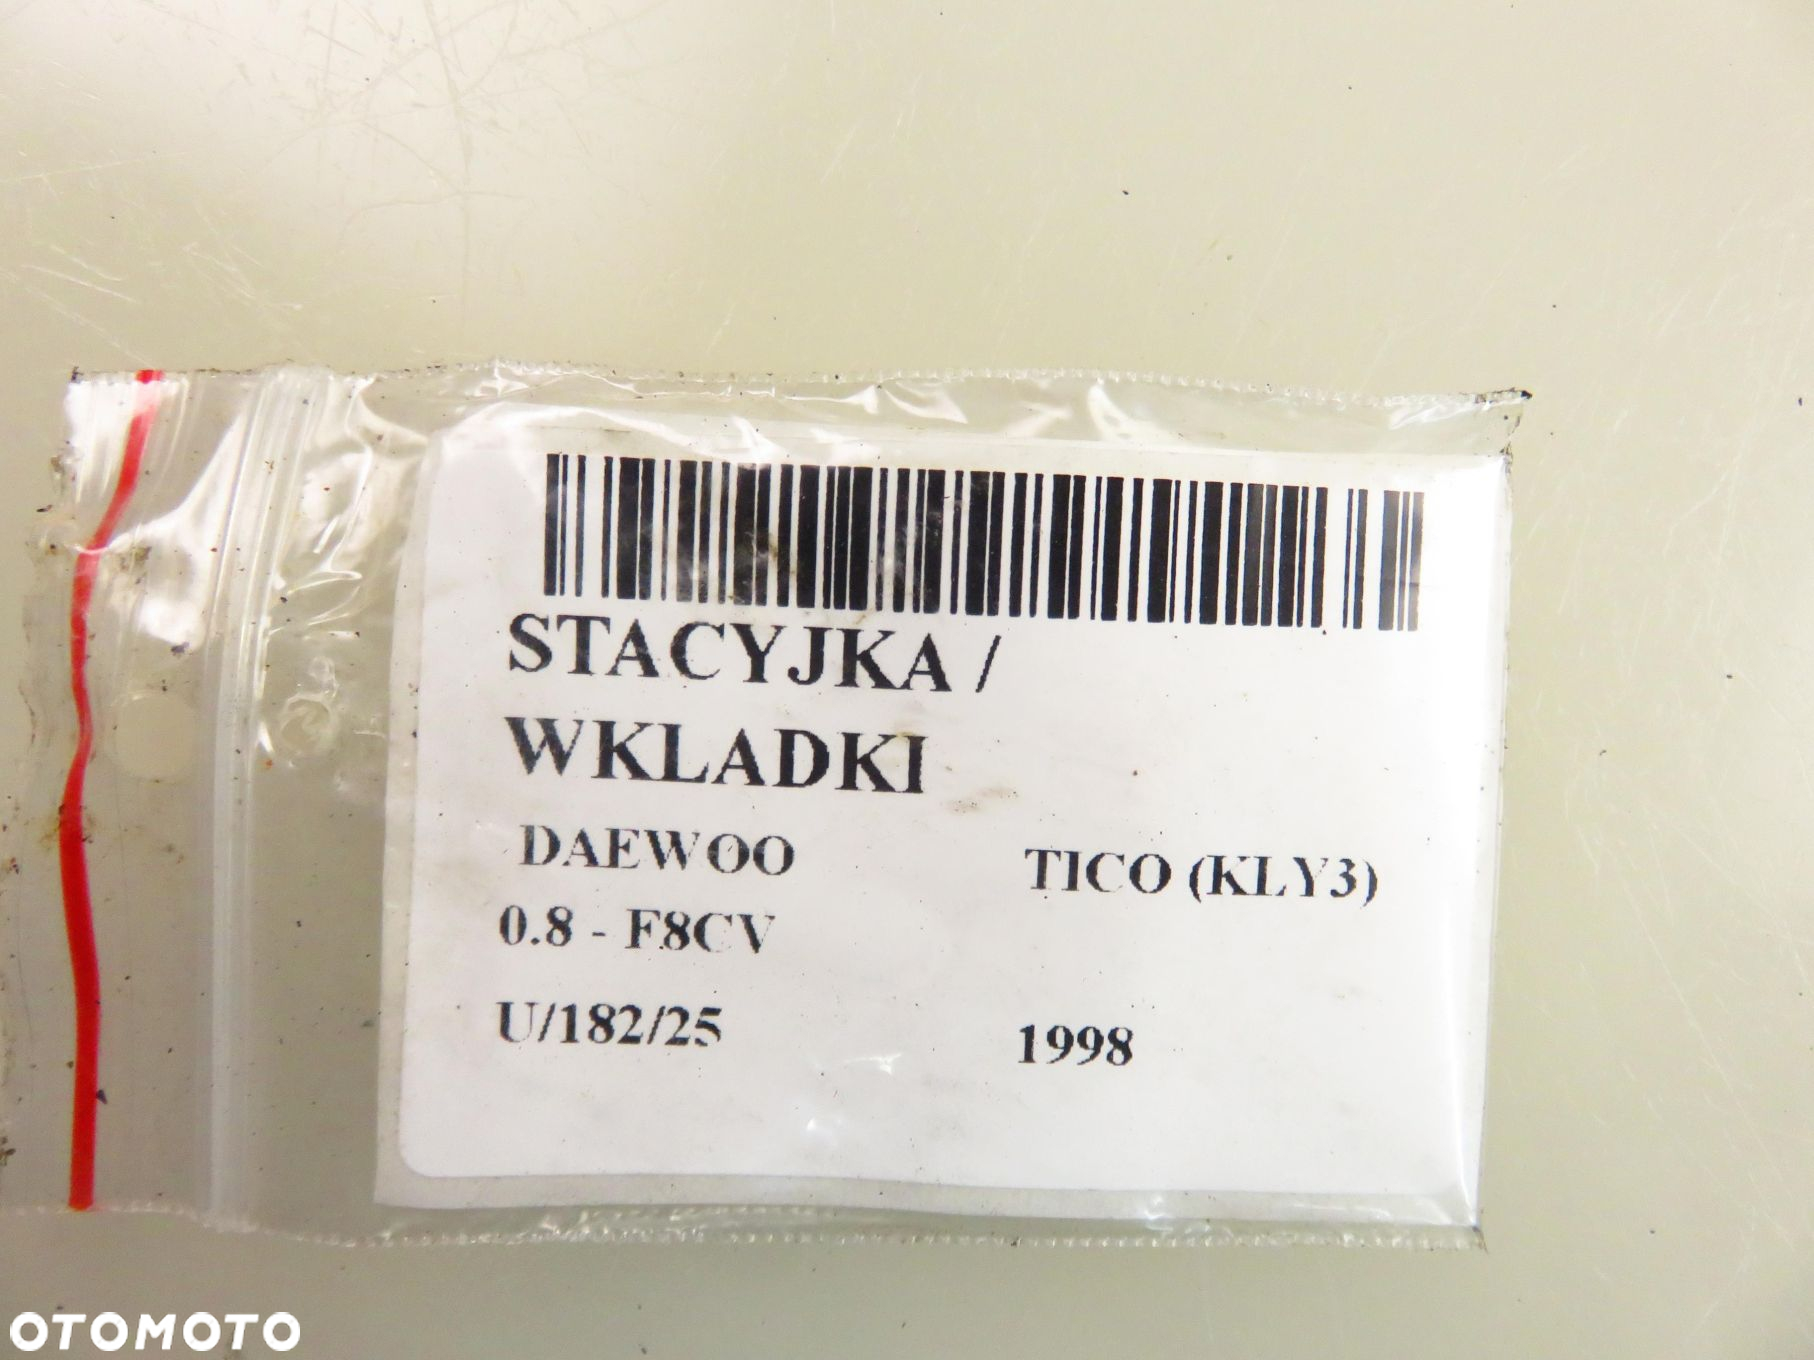 STACYJKA /
WKLADKI
DAEWOO TICO (KLY3)
0.8 - F8CV
U/182/25 1998
OTOMOTO